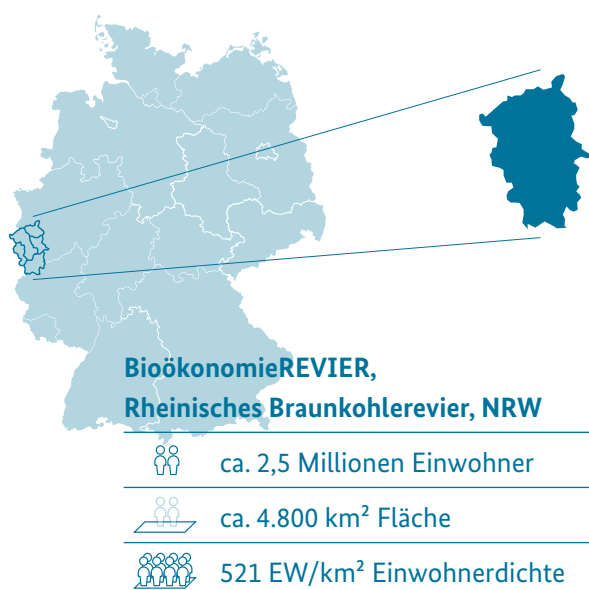 BioökonomieREVIER,
Rheinisches Braunkohlerevier, NRW
ca. 2,5 Millionen Einwohner
ca. 4.800 km² Fläche
521 EW/km² Einwohnerdichte